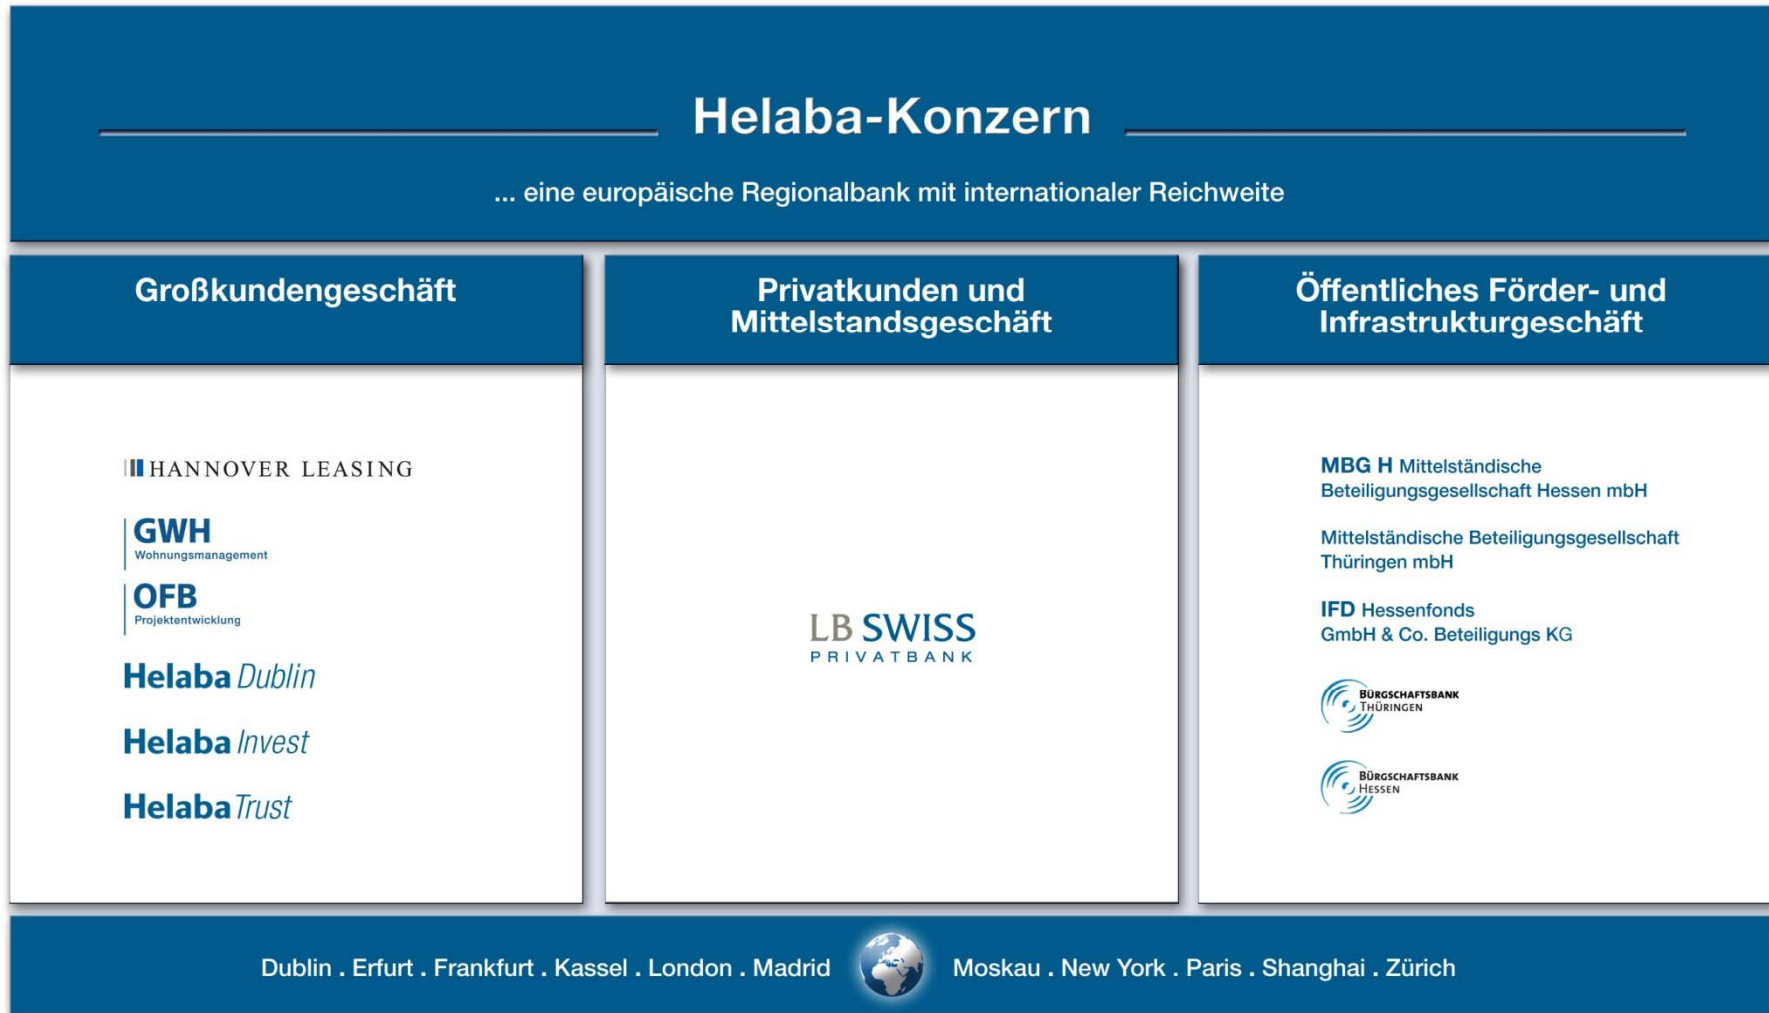 Helaba-Konzern
... eine europäische Regionalbank mit internationaler Reichweite
Großkundengeschäft
HANNOVER LEASING
GWH
Wohnungsmanagement
OFB
Projektentwicklung
Helaba Dublin
Helaba Invest
Helaba Trust
Privatkunden und
Mittelstandsgeschäft
LB SWISS
PRIVATBANK
Öffentliches Förder- und
Infrastrukturgeschäft
MBG H Mittelständische
Beteiligungsgesellschaft Hessen mbH
Mittelständische Beteiligungsgesellschaft
Thüringen mbH
IFD Hessenfonds
GmbH & Co. Beteiligungs KG
BÜRGSCHAFTSBANK
THÜRINGEN
BÜRGSCHAFTSBANK
HESSEN
Dublin . Erfurt . Frankfurt . Kassel . London . Madrid Moskau . New York . Paris . Shanghai . Zürich